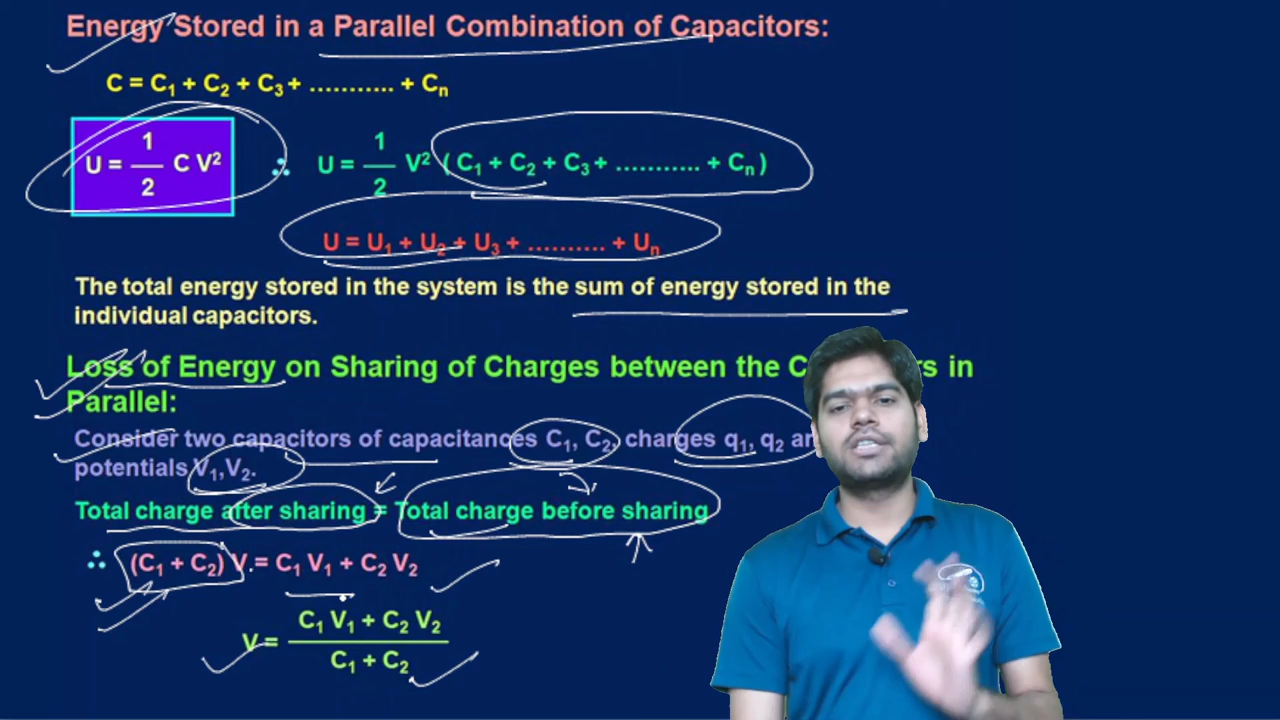 Energy Stored in a Parallel Combination of Capacitors:
C = C₁ + C₂ + C₃ + ........... + Cₙ
U = 1/2 C V² ∴ U = 1/2 V² ( C₁ + C₂ + C₃ + ........... + Cₙ )
U = U₁ + U₂ + U₃ + .......... + Uₙ
The total energy stored in the system is the sum of energy stored in the
individual capacitors.
Loss of Energy on Sharing of Charges between the in
Parallel:
Consider two capacitors of capacitances C₁, C₂, charges q₁, q₂
potentials V₁,V₂.
Total charge after sharing = Total charge before sharing
∴ (C₁ + C₂) V = C₁ V₁ + C₂ V₂
V = C₁ V₁ + C₂ V₂ / C₁ + C₂